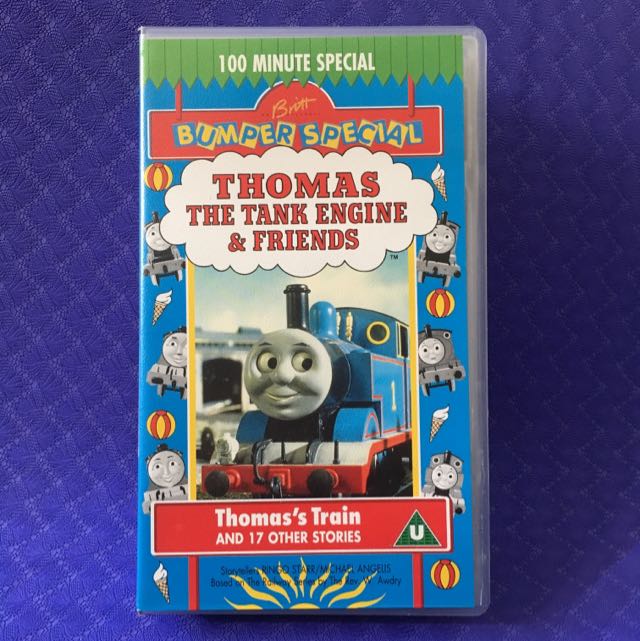 100 MINUTE SPECIAL
Britt
BUMPER SPECIAL
THOMAS
THE TANK ENGINE
& FRIENDS
TM
1
Thomas's Train
AND 17 OTHER STORIES
U
Storytellers RINGO STARR/MICHAEL ANGELIS
Based on The Railway Series by The Rev. W. Awdry